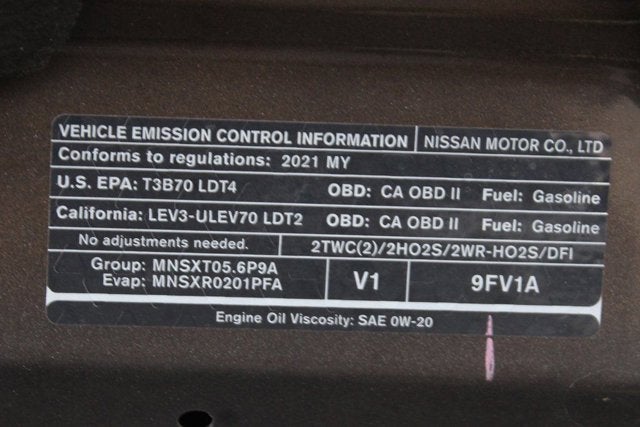 VEHICLE EMISSION CONTROL INFORMATION NISSAN MOTOR CO., LTD
Conforms to regulations: 2021 MY
U.S. EPA: T3B70 LDT4 OBD: CA OBD II Fuel: Gasoline
California: LEV3-ULEV70 LDT2 OBD: CA OBD II Fuel: Gasoline
No adjustments needed. 2TWC(2)/2HO2S/2WR-HO2S/DFI
Group: MNSXT05.6P9A
Evap: MNSXR0201PFA V1 9FV1A
Engine Oil Viscosity: SAE 0W-20